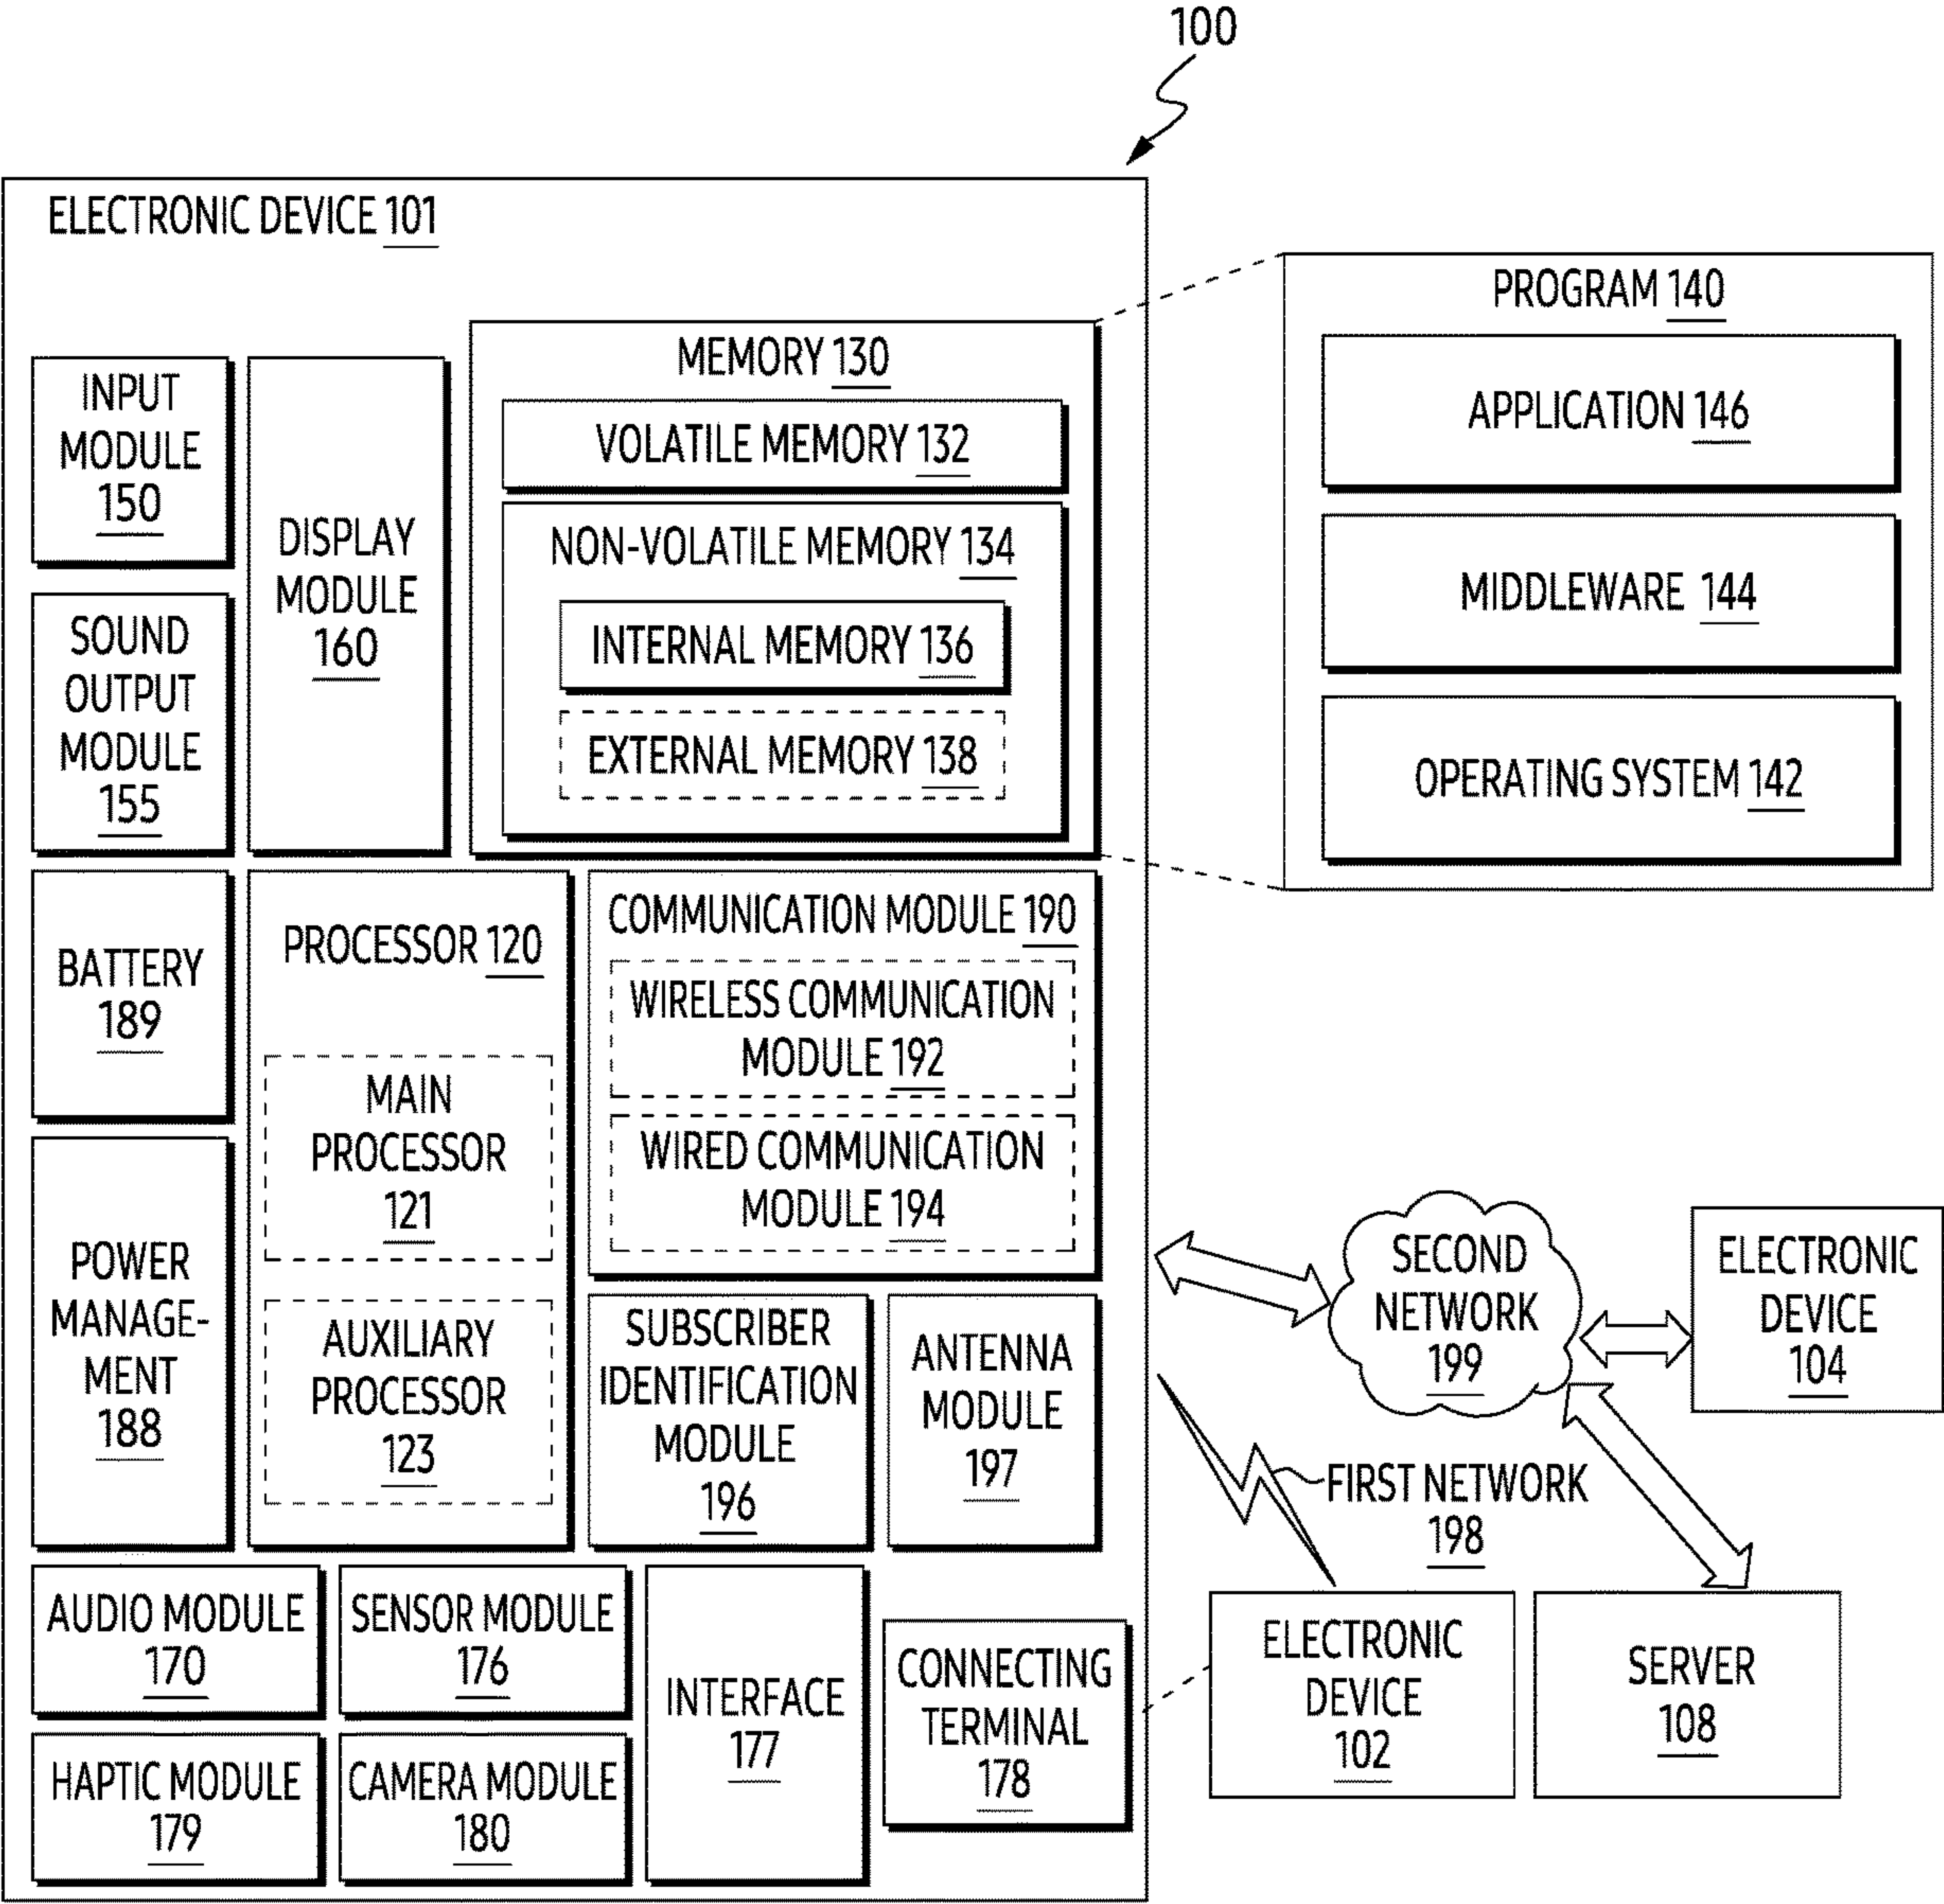 100
ELECTRONIC DEVICE 101
INPUT
MODULE
150
SOUND
OUTPUT
MODULE
155
DISPLAY
MODULE
160
MEMORY 130
VOLATILE MEMORY 132
NON-VOLATILE MEMORY 134
INTERNAL MEMORY 136
EXTERNAL MEMORY 138
PROGRAM 140
APPLICATION 146
MIDDLEWARE 144
OPERATING SYSTEM 142
BATTERY
189
POWER
MANAGE-
MENT
188
PROCESSOR 120
MAIN
PROCESSOR
121
AUXILIARY
PROCESSOR
123
COMMUNICATION MODULE 190
WIRELESS COMMUNICATION
MODULE 192
WIRED COMMUNICATION
MODULE 194
SUBSCRIBER
IDENTIFICATION
MODULE
196
ANTENNA
MODULE
197
SECOND
NETWORK
199
ELECTRONIC
DEVICE
104
FIRST NETWORK
198
AUDIO MODULE
170
SENSOR MODULE
176
HAPTIC MODULE
179
CAMERA MODULE
180
INTERFACE
177
CONNECTING
TERMINAL
178
ELECTRONIC
DEVICE
102
SERVER
108